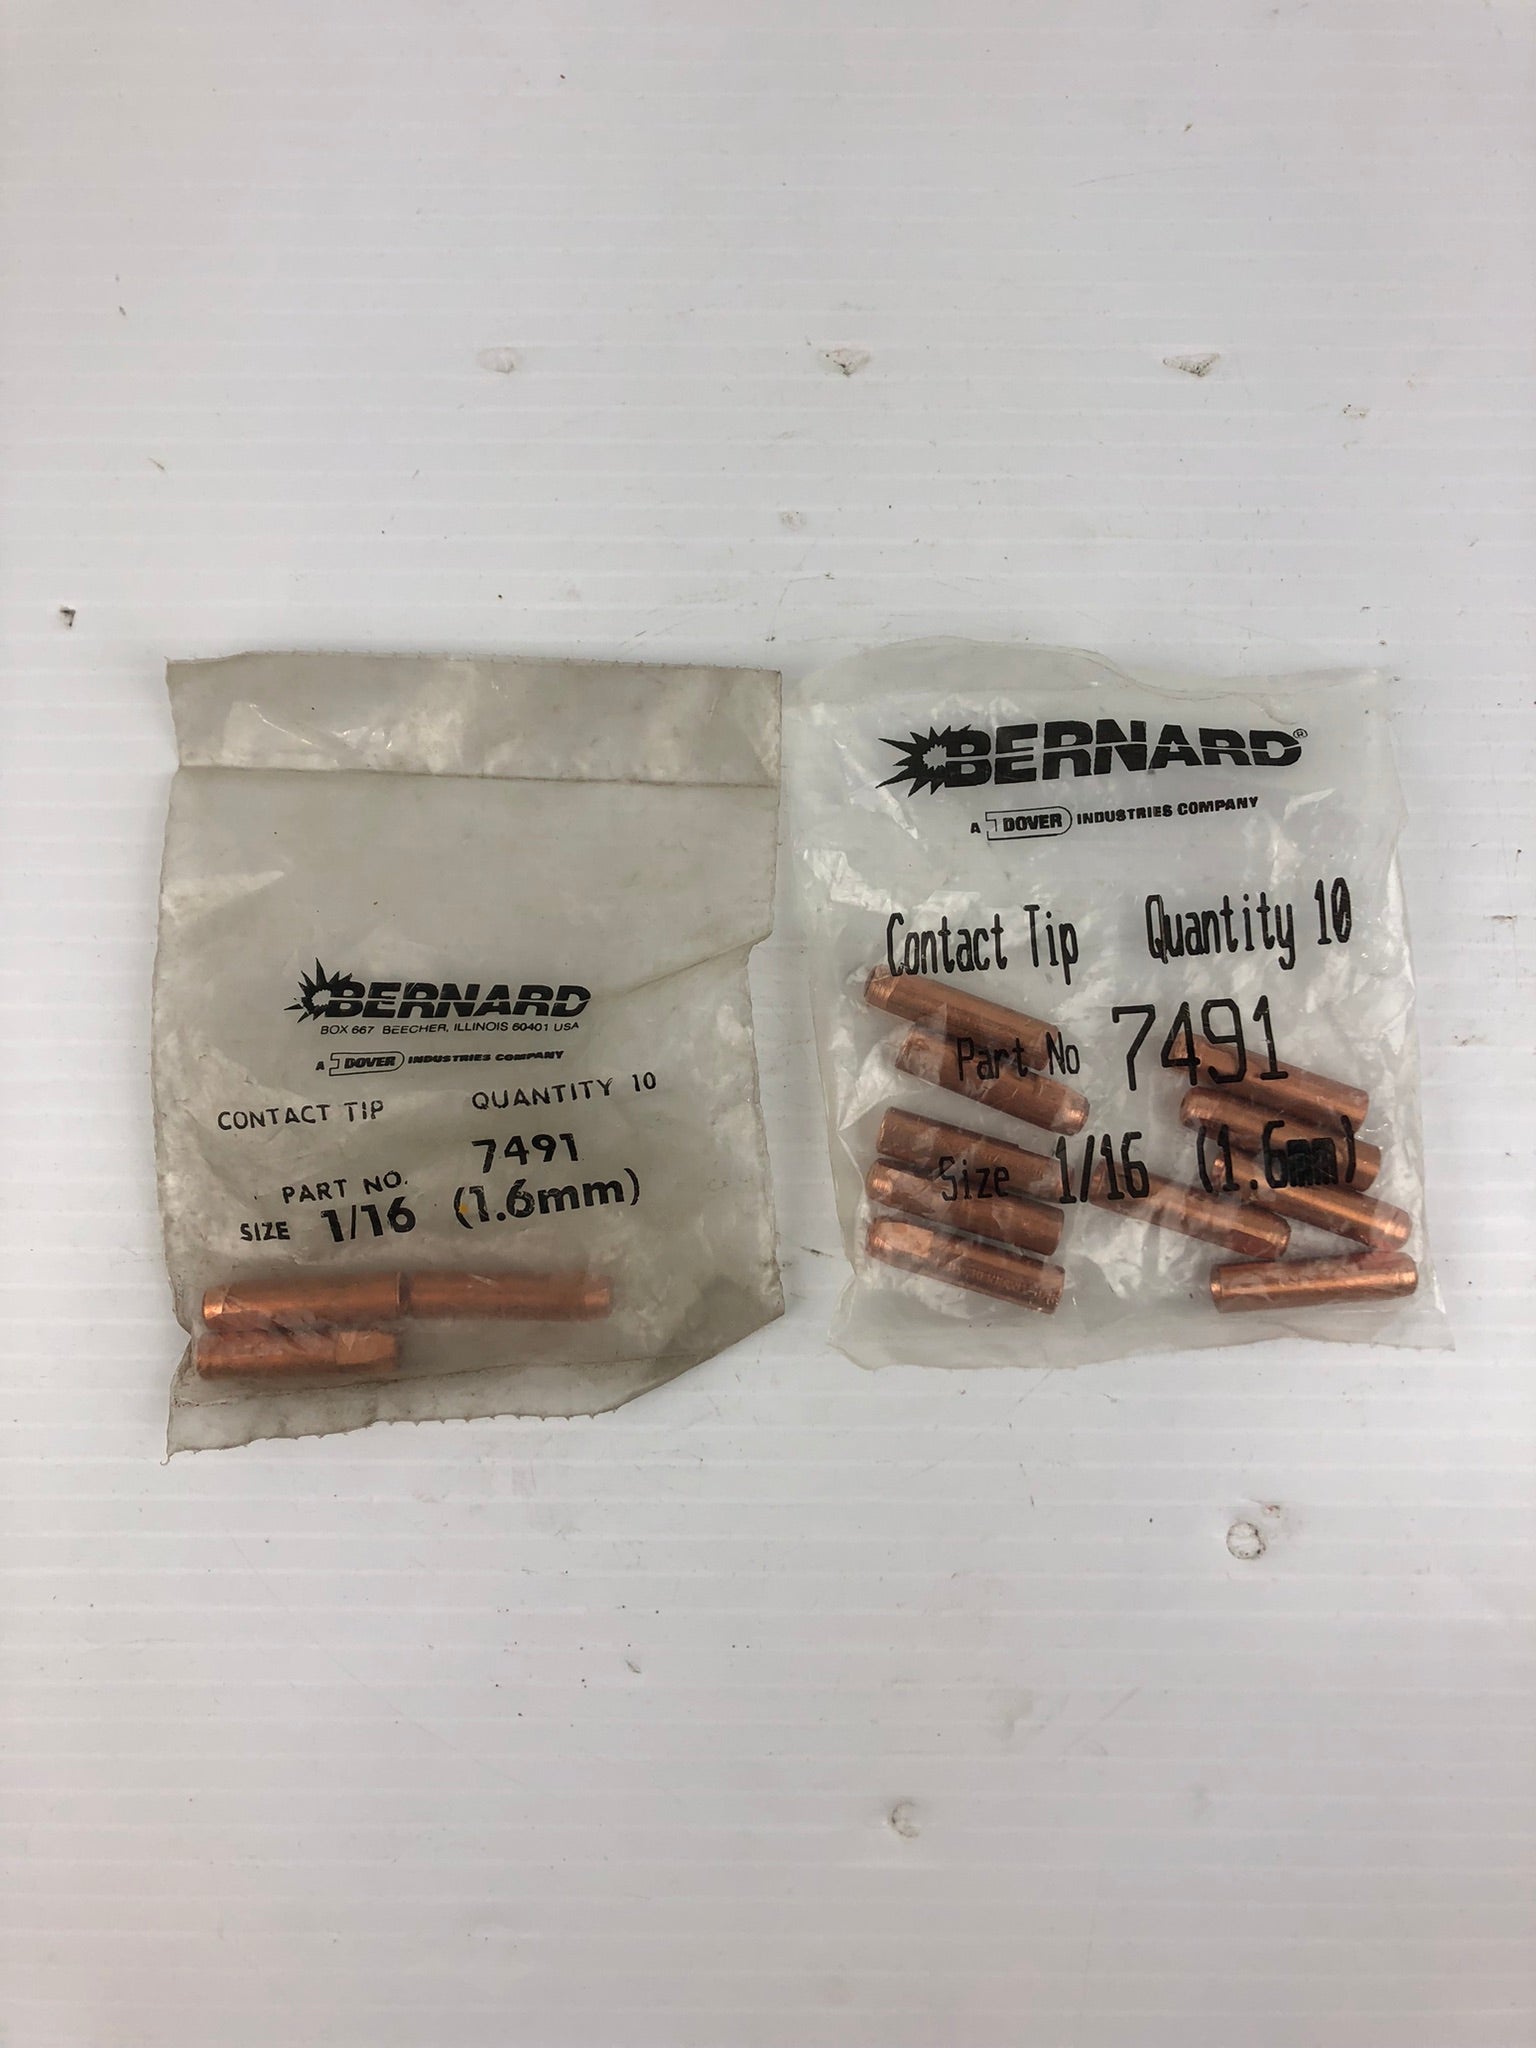 BERNARD
BOX 667 BEECHER, ILLINOIS 60401 USA
A DOVER INDUSTRIES COMPANY
CONTACT TIP QUANTITY 10
PART NO. 7491
SIZE 1/16 (1.6mm)
BERNARD®
A DOVER INDUSTRIES COMPANY
Contact Tip Quantity 10
Part No 7491
Size 1/16 (1.6mm)